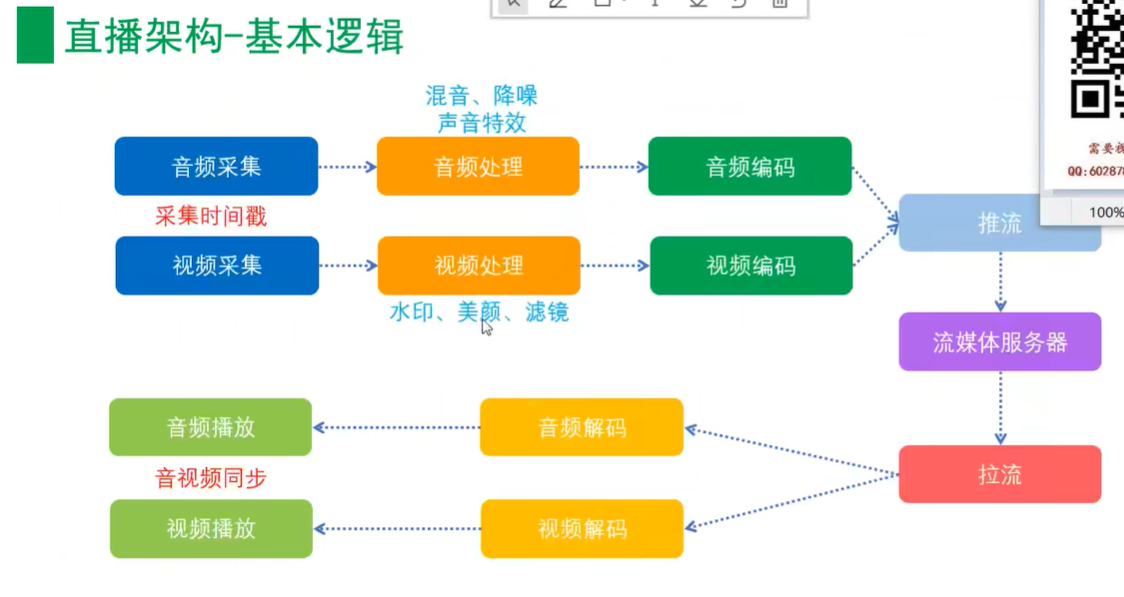 直播架构-基本逻辑
混音、降噪
声音特效
音频采集
音频处理
音频编码
采集时间戳
推流
视频采集
视频处理
视频编码
水印、美颜、滤镜
流媒体服务器
音频播放
音频解码
音视频同步
拉流
视频播放
视频解码
需要
QQ:60287
100%